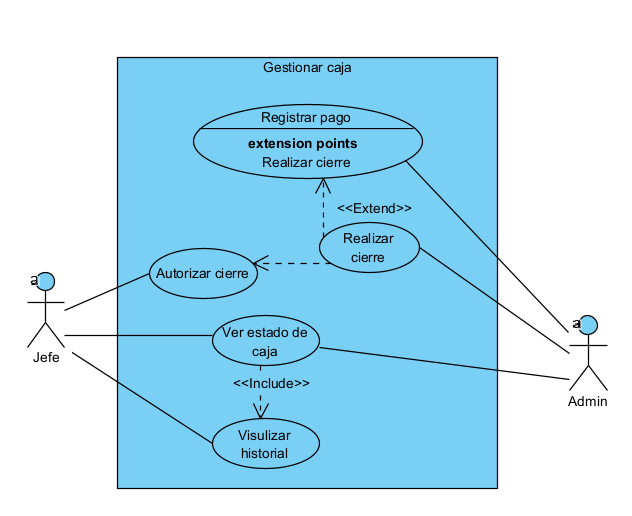 Gestionar caja
Registrar pago
extension points
Realizar cierre
<<Extend>>
Realizar
cierre
Autorizar cierre
a
Jefe
Ver estado de
caja
a
Admin
<<Include>>
Visulizar
historial